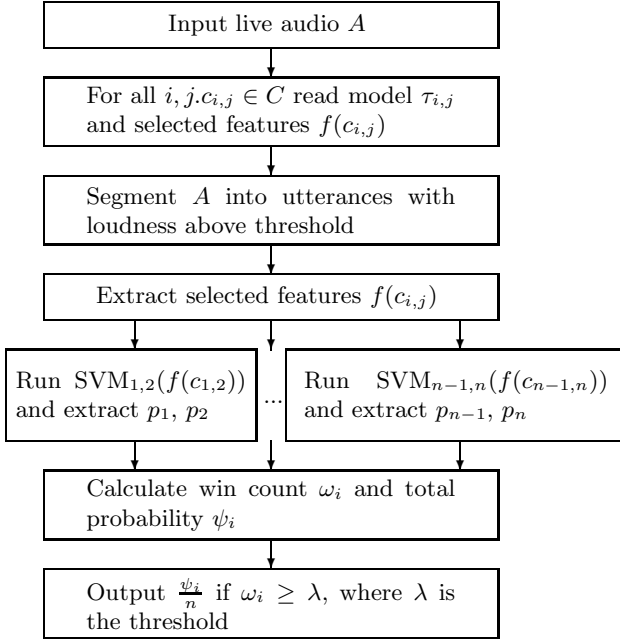 Input live audio A
For all i, j.c_{i,j} ∈ C read model τ_{i,j}
and selected features f(c_{i,j})
Segment A into utterances with
loudness above threshold
Extract selected features f(c_{i,j})
Run SVM_{1,2}(f(c_{1,2}))
and extract p_1, p_2
...
Run SVM_{n−1,n}(f(c_{n−1,n}))
and extract p_{n−1}, p_n
Calculate win count ω_i and total
probability ψ_i
Output \frac{ψ_i}{n} if ω_i ≥ λ, where λ is
the threshold